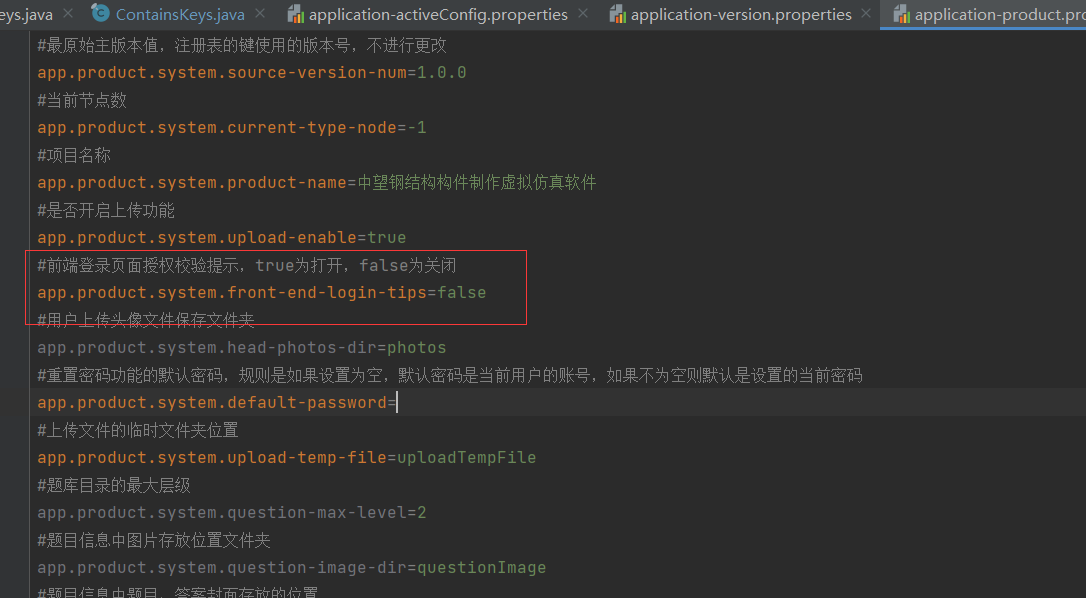 eys.java ContainsKeys.java application-activeConfig.properties application-version.properties application-product.pro
#最原始主版本值，注册表的键使用的版本号，不进行更改
app.product.system.source-version-num=1.0.0
#当前节点数
app.product.system.current-type-node=-1
#项目名称
app.product.system.product-name=中望钢结构构件制作虚拟仿真软件
#是否开启上传功能
app.product.system.upload-enable=true
#前端登录页面授权校验提示，true为打开，false为关闭
app.product.system.front-end-login-tips=false
#用户上传头像文件保存文件夹
app.product.system.head-photos-dir=photos
#重置密码功能的默认密码，规则是如果设置为空，默认密码是当前用户的账号，如果不为空则默认是设置的当前密码
app.product.system.default-password=
#上传文件的临时文件夹位置
app.product.system.upload-temp-file=uploadTempFile
#题库目录的最大层级
app.product.system.question-max-level=2
#题目信息中图片存放位置文件夹
app.product.system.question-image-dir=questionImage
#题目信息中题目，答案封面存放的位置